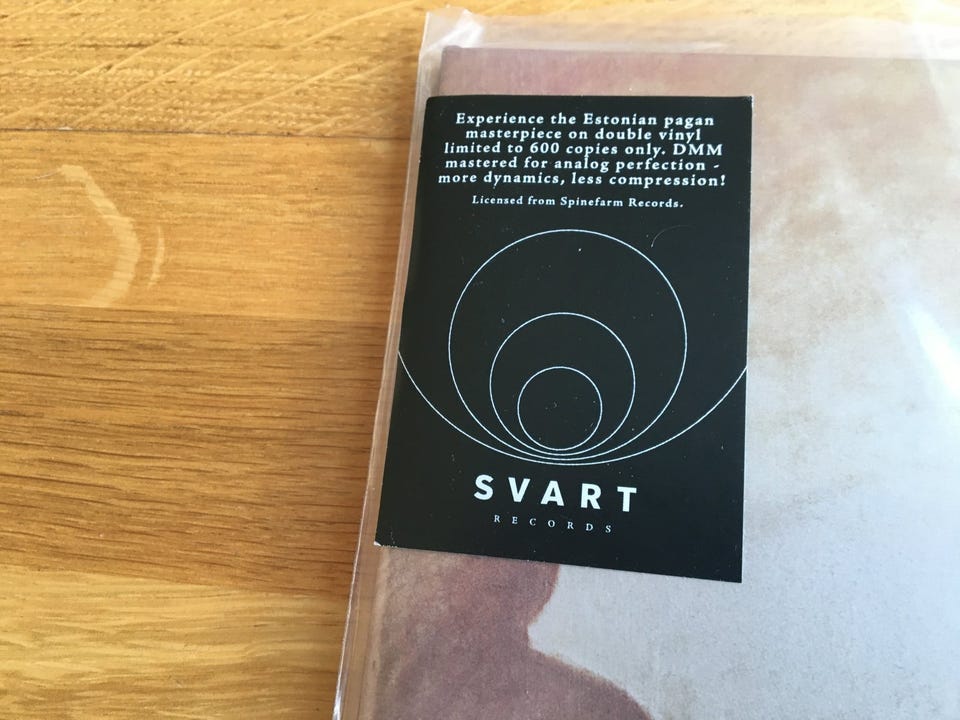 Experience the Estonian pagan
masterpiece on double vinyl
limited to 600 copies only. DMM
mastered for analog perfection -
more dynamics, less compression!
Licensed from Spinefarm Records.
SVART
RECORDS